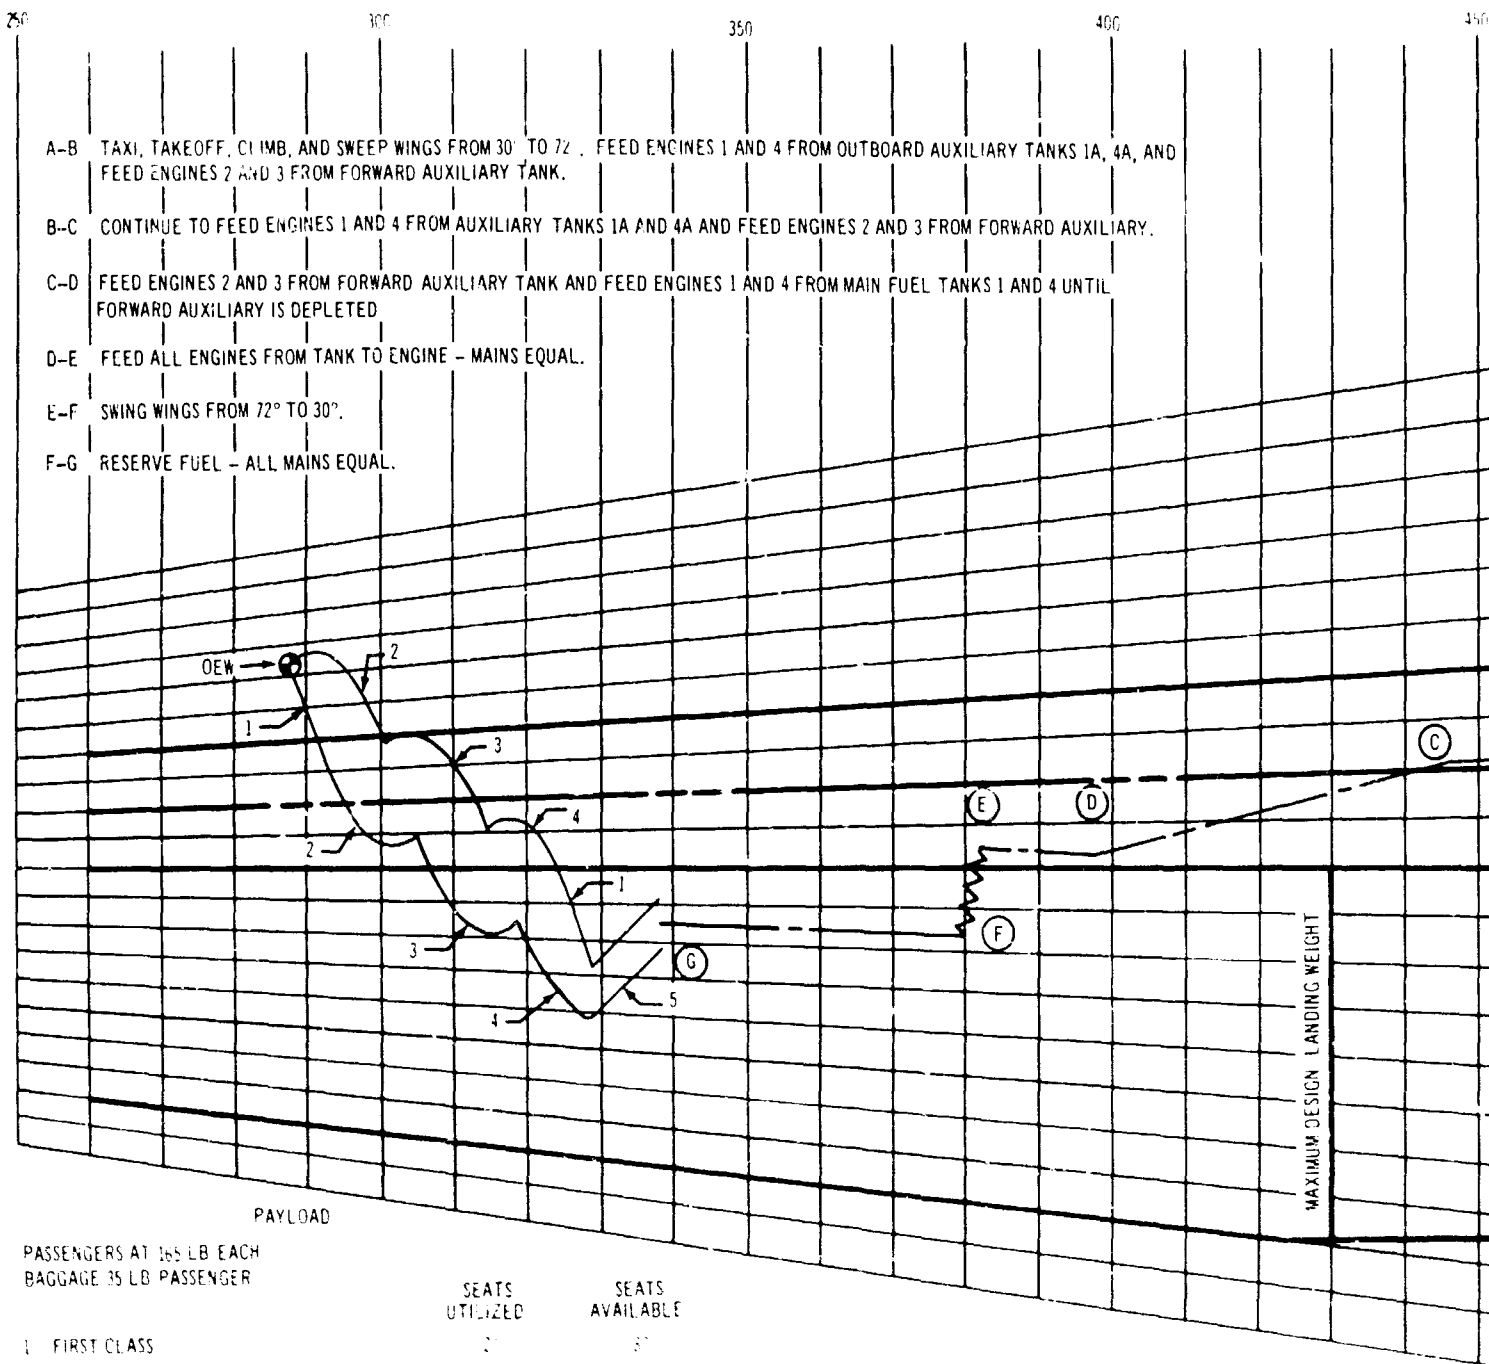 250 300 350 400 450
A-B TAXI, TAKEOFF, CLIMB, AND SWEEP WINGS FROM 30° TO 72 . FEED ENGINES 1 AND 4 FROM OUTBOARD AUXILIARY TANKS 1A, 4A, AND
FEED ENGINES 2 AND 3 FROM FORWARD AUXILIARY TANK.
B-C CONTINUE TO FEED ENGINES 1 AND 4 FROM AUXILIARY TANKS 1A AND 4A AND FEED ENGINES 2 AND 3 FROM FORWARD AUXILIARY.
C-D FEED ENGINES 2 AND 3 FROM FORWARD AUXILIARY TANK AND FEED ENGINES 1 AND 4 FROM MAIN FUEL TANKS 1 AND 4 UNTIL
FORWARD AUXILIARY IS DEPLETED
D-E FEED ALL ENGINES FROM TANK TO ENGINE - MAINS EQUAL.
E-F SWING WINGS FROM 72° TO 30°.
F-G RESERVE FUEL - ALL MAINS EQUAL.
OEW
2
1
3
C
E
D
4
2
1
F
3
G
5
4
MAXIMUM DESIGN LANDING WEIGHT
PAYLOAD
PASSENGERS AT 165 LB EACH
BAGGAGE 35 LB PASSENGER
SEATS UTILIZED
SEATS AVAILABLE
1 FIRST CLASS